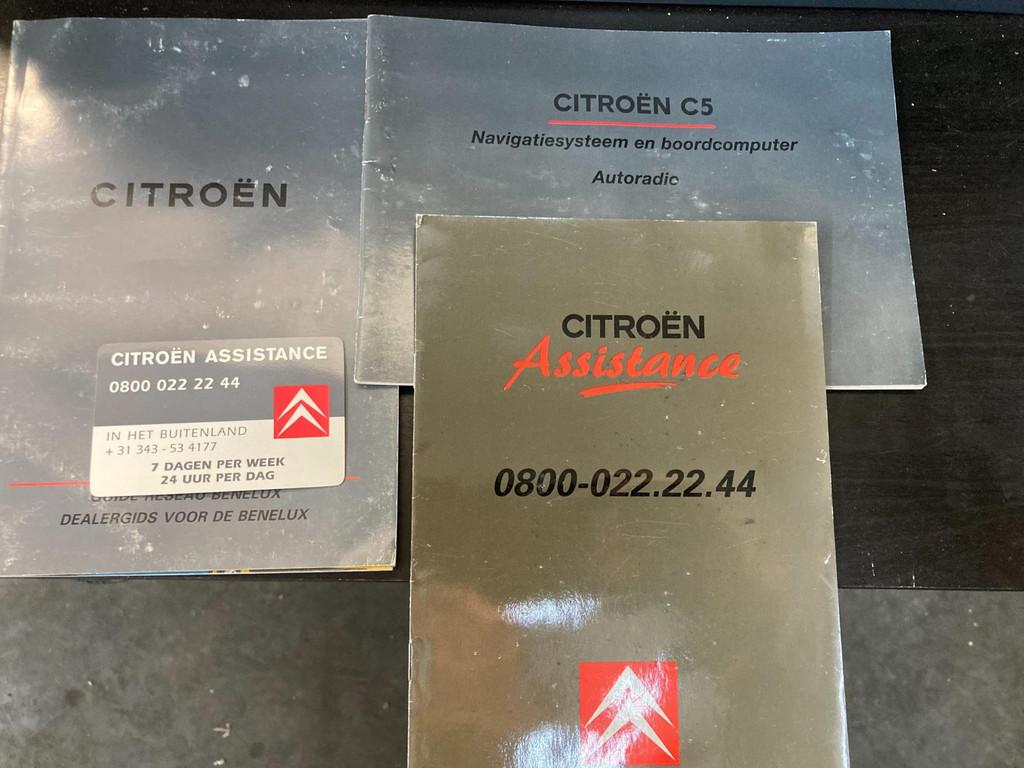 CITROËN
CITROËN ASSISTANCE
0800 022 22 44
IN HET BUITENLAND
+ 31 343 - 53 4177
7 DAGEN PER WEEK
24 UUR PER DAG
GUIDE RESEAU BENELUX
DEALERGIDS VOOR DE BENELUX
CITROËN C5
Navigatiesysteem en boordcomputer
Autoradio
CITROËN
Assistance
0800-022.22.44